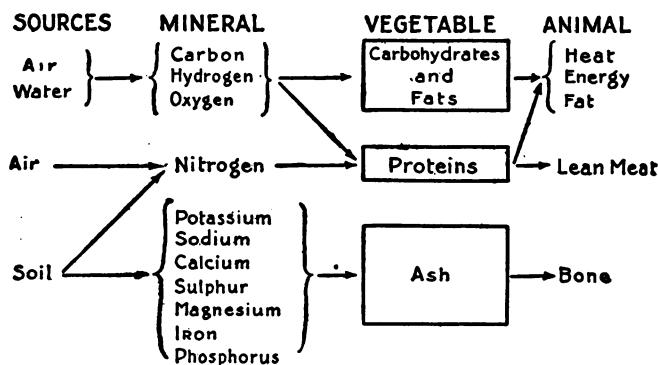 SOURCES MINERAL VEGETABLE ANIMAL
Air
Water
Carbon
Hydrogen
Oxygen
Carbohydrates
and
Fats
Heat
Energy
Fat
Air Nitrogen Proteins Lean Meat
Soil
Potassium
Sodium
Calcium
Sulphur
Magnesium
Iron
Phosphorus
Ash
Bone